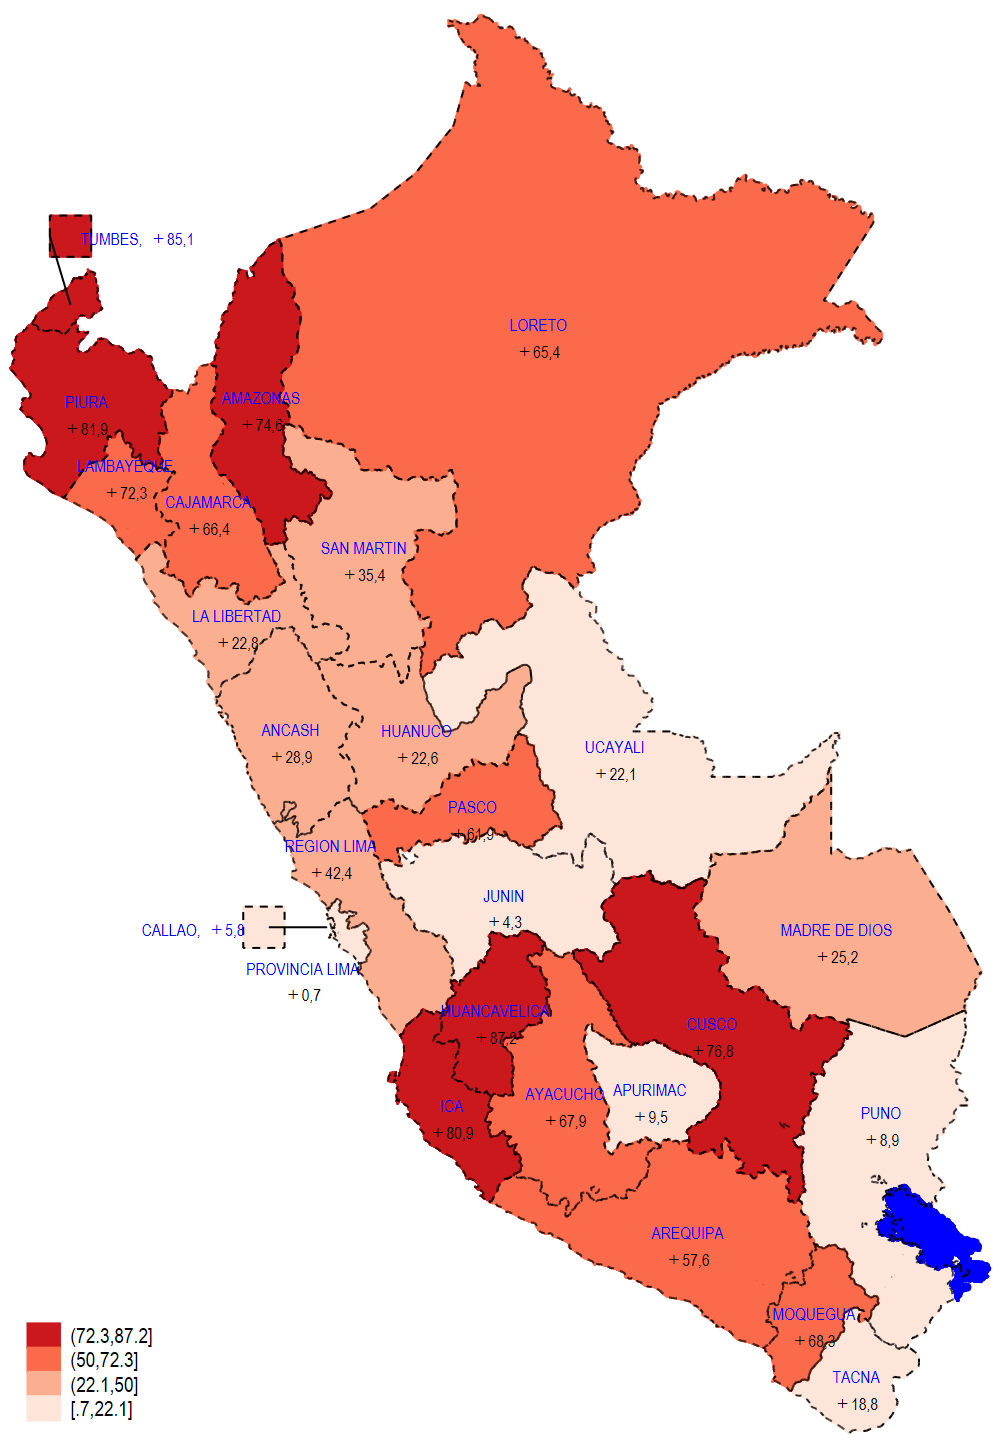 TUMBES, +85,1
LORETO
+65,4
PIURA
+81,9
AMAZONAS
+74,6
LAMBAYEQUE
+72,3
CAJAMARCA
+66,4
SAN MARTIN
+35,4
LA LIBERTAD
+22,8
ANCASH
+28,9
HUANUCO
+22,6
UCAYALI
+22,1
PASCO
+61,9
REGION LIMA
+42,4
JUNIN
+4,3
CALLAO, +5,8
MADRE DE DIOS
+25,2
PROVINCIA LIMA
+0,7
HUANCAVELICA
+87,2
CUSCO
+76,8
ICA
+80,9
AYACUCHO
+67,9
APURIMAC
+9,5
PUNO
+8,9
AREQUIPA
+57,6
MOQUEGUA
+68,3
TACNA
+18,8
(72.3,87.2]
(50,72.3]
(22.1,50]
[.7,22.1]